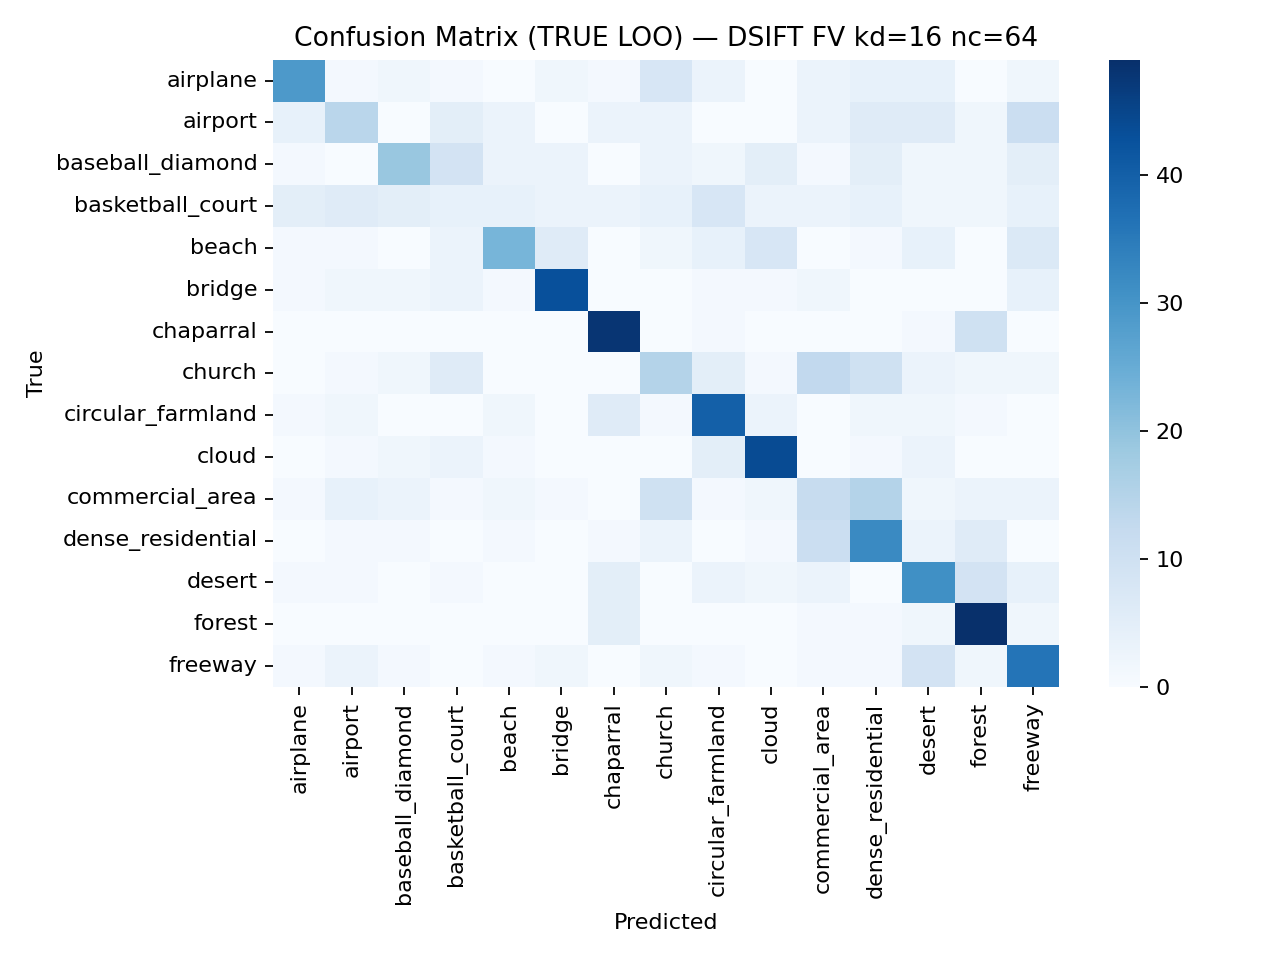 Confusion Matrix (TRUE LOO) — DSIFT FV kd=16 nc=64
True
airplane
airport
baseball_diamond
basketball_court
beach
bridge
chaparral
church
circular_farmland
cloud
commercial_area
dense_residential
desert
forest
freeway
airplane
airport
baseball_diamond
basketball_court
beach
bridge
chaparral
church
circular_farmland
cloud
commercial_area
dense_residential
desert
forest
freeway
Predicted
40
30
20
10
0